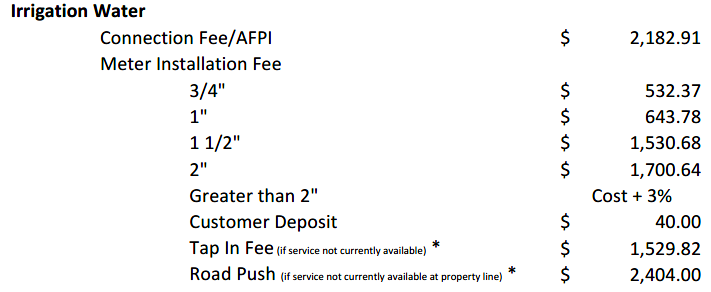 Irrigation Water
Connection Fee/AFPI $ 2,182.91
Meter Installation Fee
3/4" $ 532.37
1" $ 643.78
1 1/2" $ 1,530.68
2" $ 1,700.64
Greater than 2" Cost + 3%
Customer Deposit $ 40.00
Tap In Fee (if service not currently available) * $ 1,529.82
Road Push (if service not currently available at property line) * $ 2,404.00